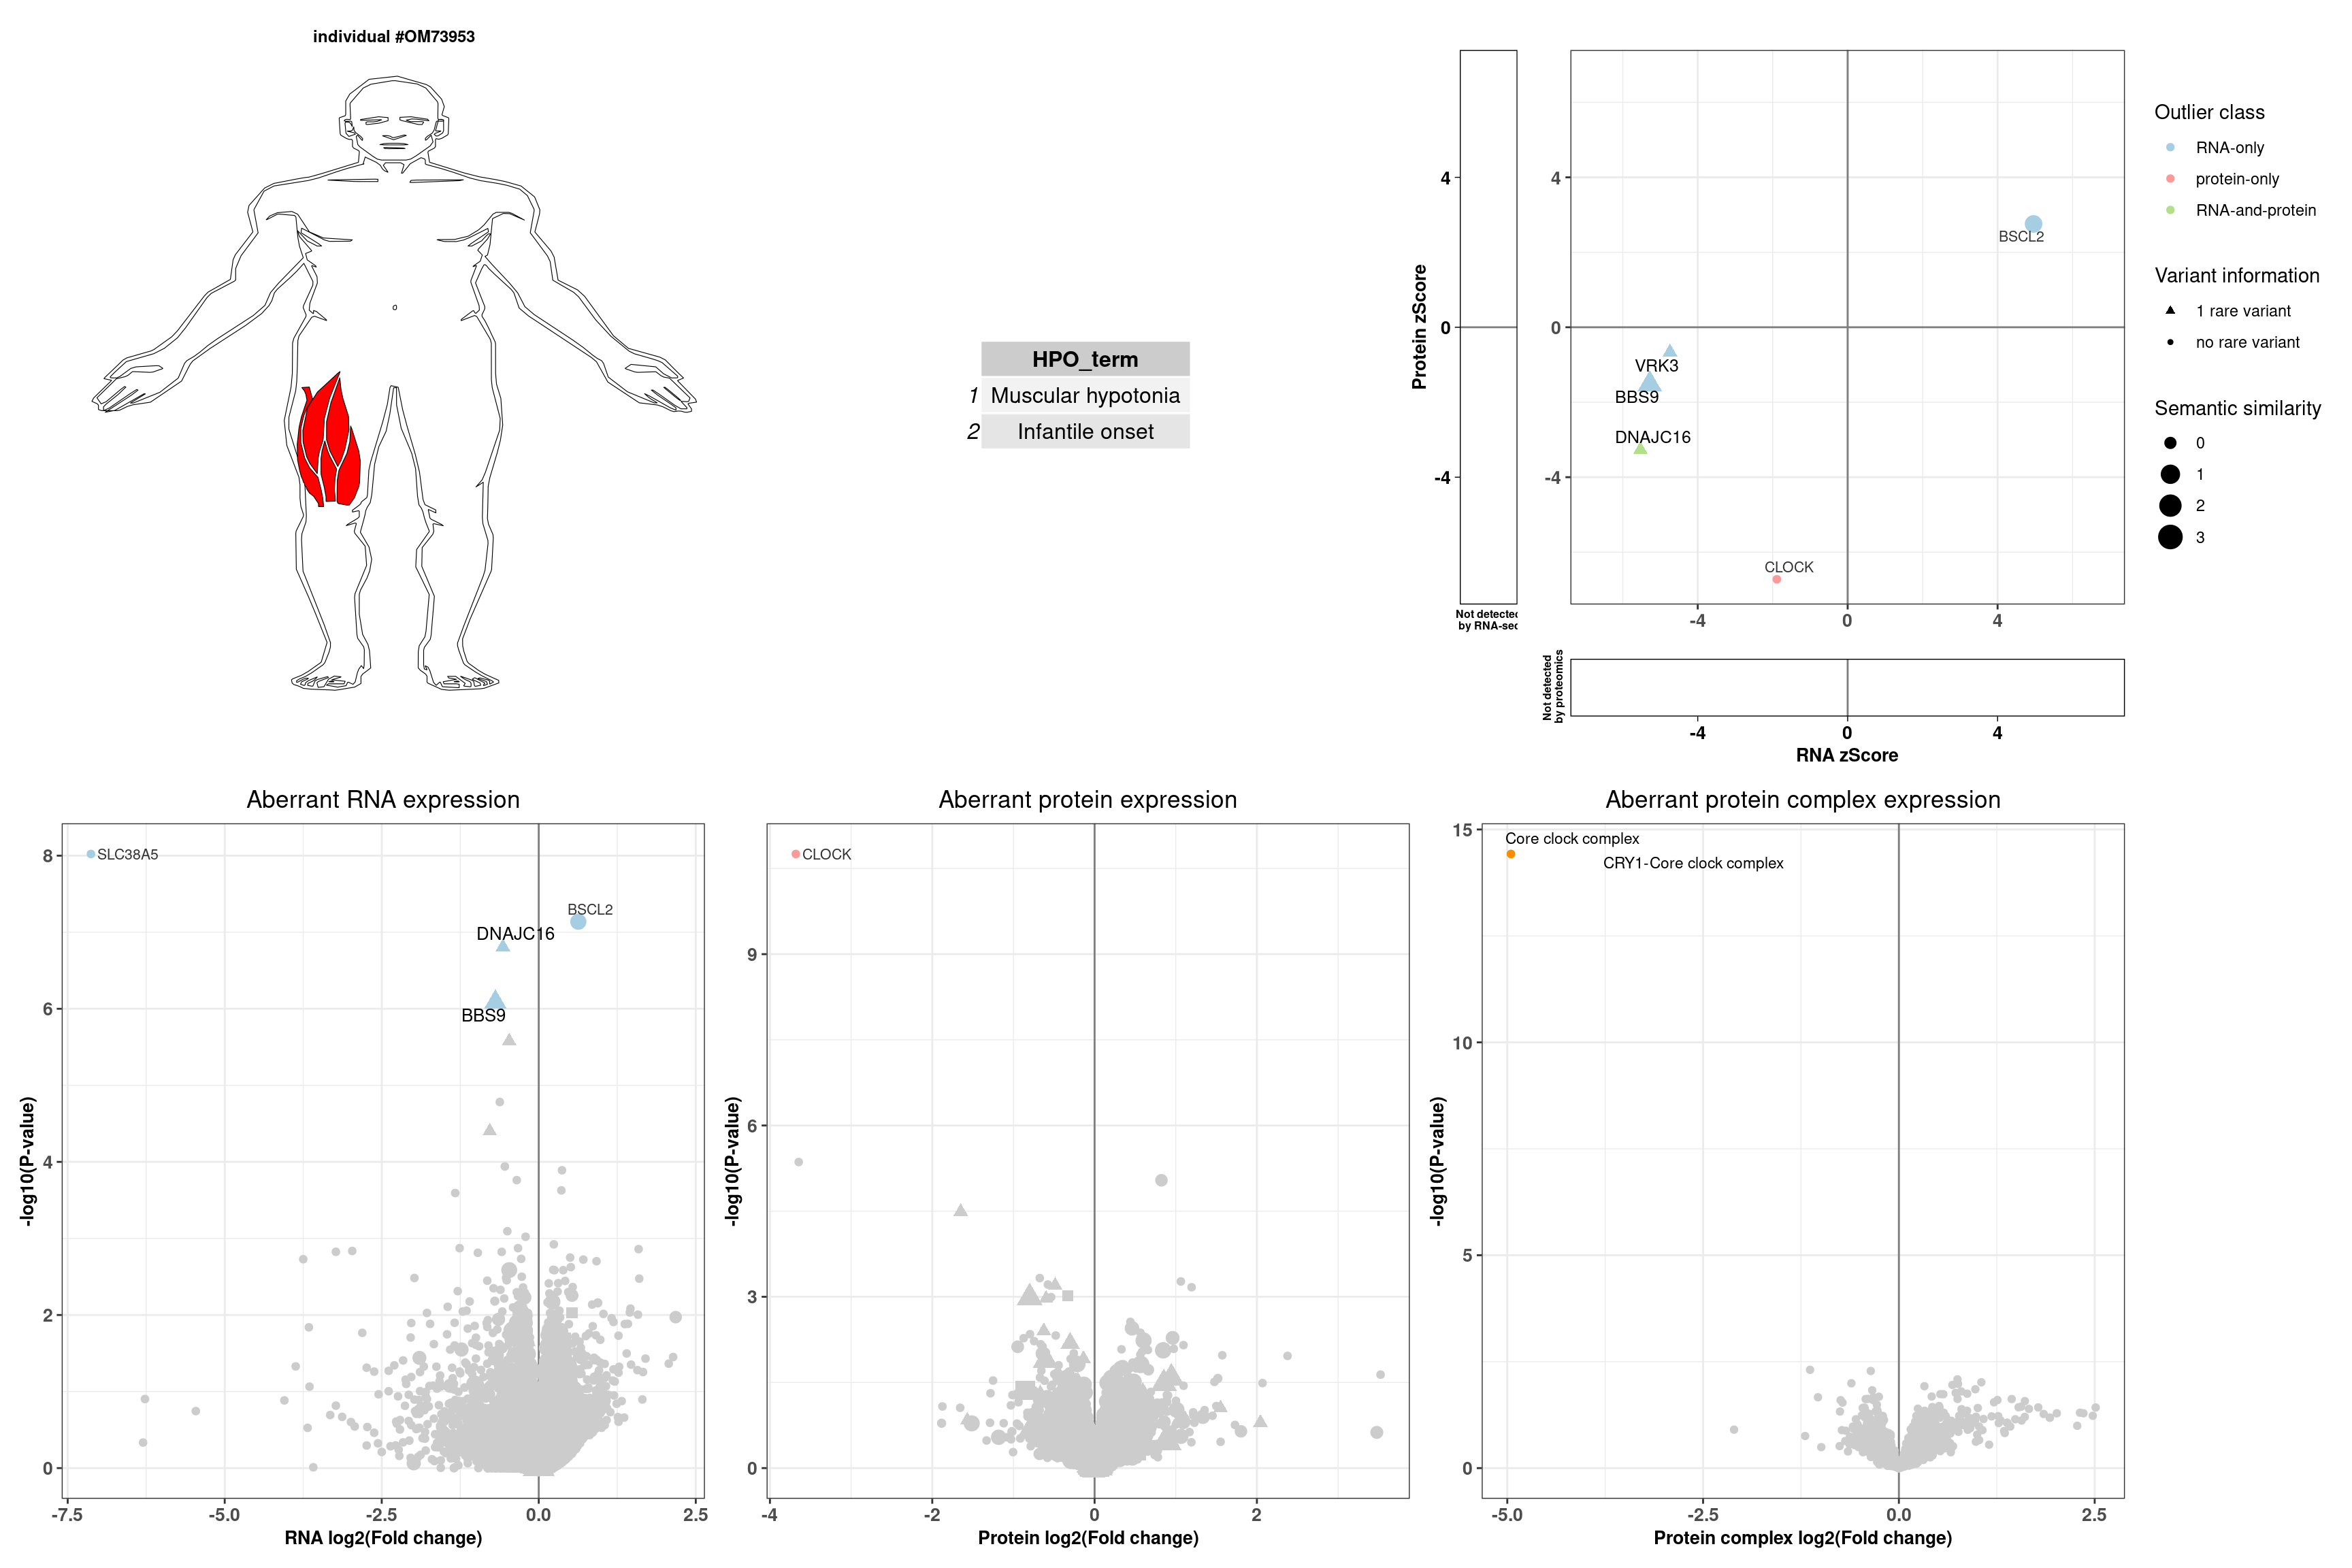 individual #OM73953
HPO_term
1 Muscular hypotonia
2 Infantile onset
Protein zScore
4
0
-4
Not detected
by RNA-sec
4
0
-4
BSCL2
VRK3
BBS9
DNAJC16
CLOCK
-4 0 4
Not detected
by proteomics
-4 0 4
RNA zScore
Outlier class
RNA-only
protein-only
RNA-and-protein
Variant information
1 rare variant
no rare variant
Semantic similarity
0
1
2
3
Aberrant RNA expression
-log10(P-value)
8
6
4
2
0
SLC38A5
BSCL2
DNAJC16
BBS9
-7.5 -5.0 -2.5 0.0 2.5
RNA log2(Fold change)
Aberrant protein expression
-log10(P-value)
9
6
3
0
CLOCK
-4 -2 0 2
Protein log2(Fold change)
Aberrant protein complex expression
-log10(P-value)
15
10
5
0
Core clock complex
CRY1-Core clock complex
-5.0 -2.5 0.0 2.5
Protein complex log2(Fold change)